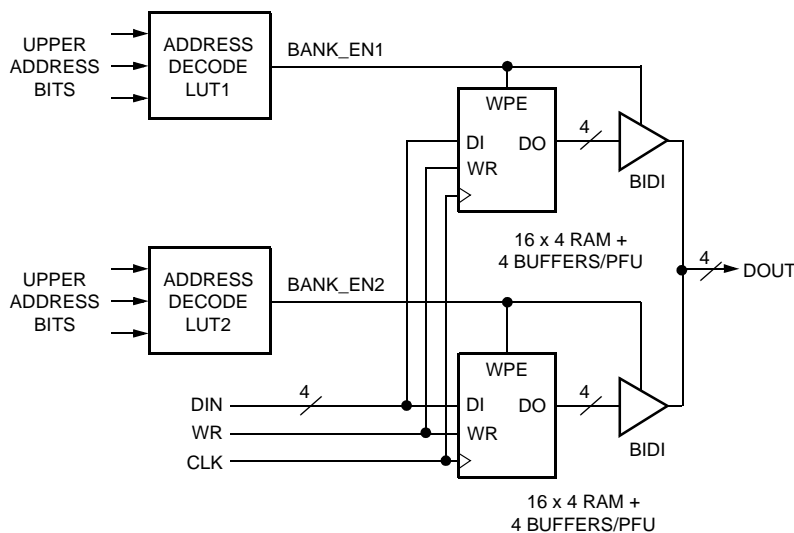 UPPER
ADDRESS
BITS
ADDRESS
DECODE
LUT1
BANK_EN1
WPE
DI
DO
WR
4
BIDI
16 x 4 RAM +
4 BUFFERS/PFU
4
DOUT
UPPER
ADDRESS
BITS
ADDRESS
DECODE
LUT2
BANK_EN2
WPE
DIN
4
DI
DO
4
WR
WR
BIDI
CLK
16 x 4 RAM +
4 BUFFERS/PFU